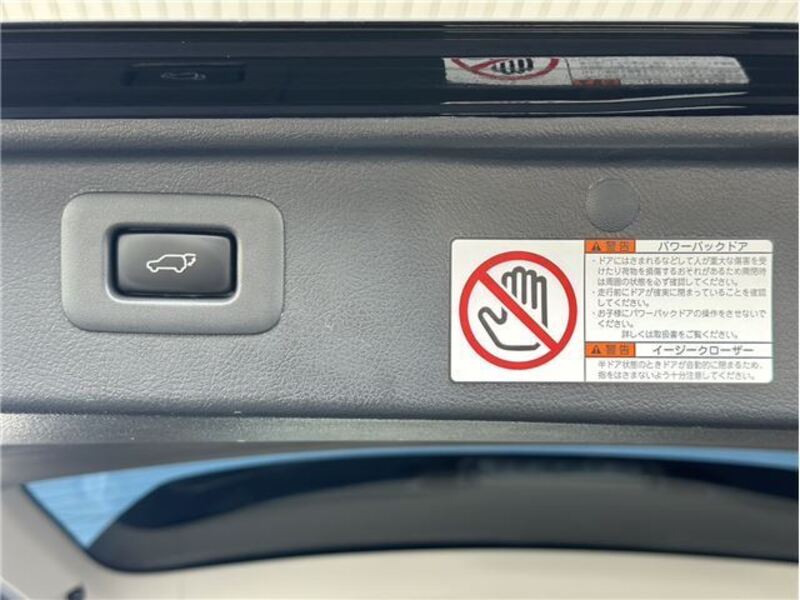 警告 パワーバックドア
・ドアにはさまれるなどして人が重大な傷害を受
けたり荷物を損傷するおそれがあるため開閉時
は周囲の状態を必ず確認してください。
・走行前にドアが確実に閉まっていることを確認
してください。
・お子様にパワーバックドアの操作をさせないで
ください。
詳しくは取扱書をご覧ください。
警告 イージークローザー
半ドア状態のときドアが自動的に閉まるため、
指をはさまないよう十分注意してください。